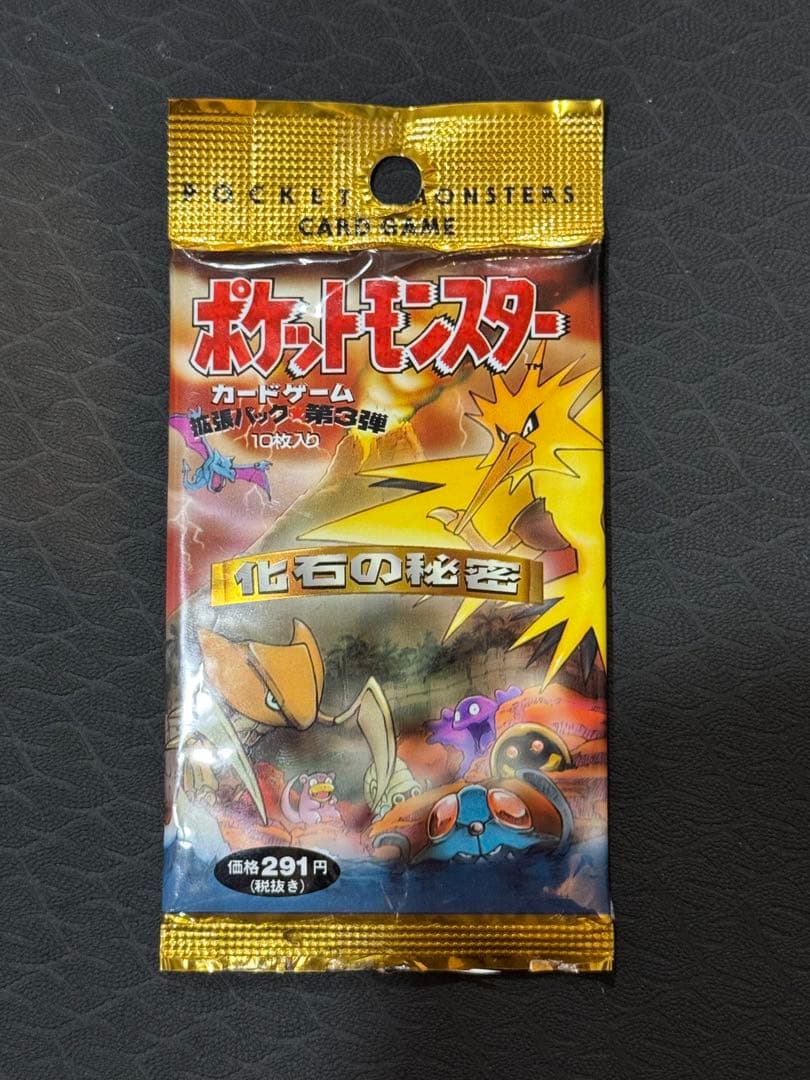 POCKET MONSTERS
CARD GAME
ポケットモンスター
TM
カードゲーム
拡張パック★第3弾
10枚入り
化石の秘密
価格291円
(税抜き)